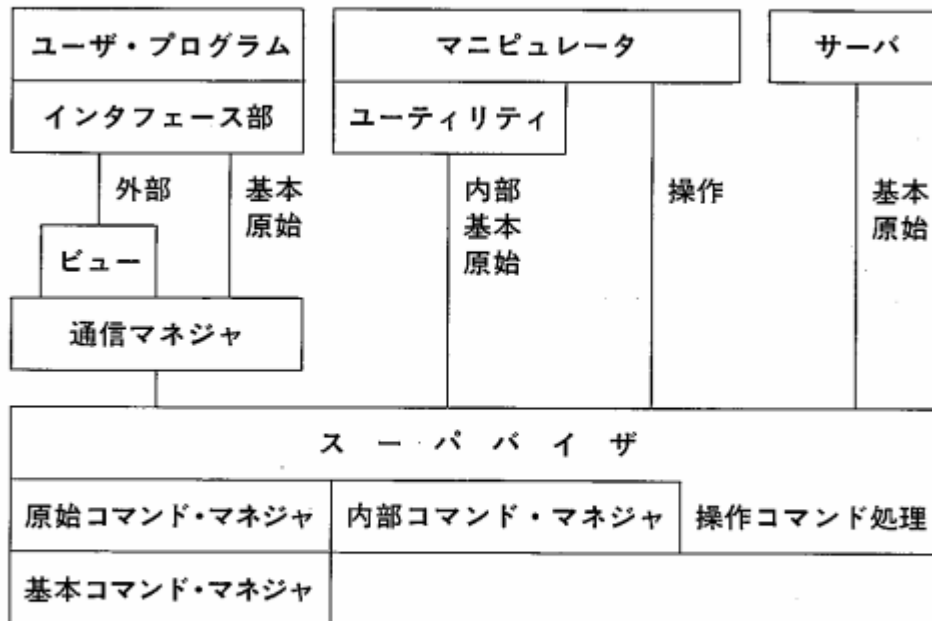 ユーザ・プログラム
マニピュレータ
サーバ
インタフェース部
ユーティリティ
外部
基本
原始
内部
基本
原始
操作
基本
原始
ビュー
通信マネジャ
スーパバイザ
原始コマンド・マネジャ
内部コマンド・マネジャ
操作コマンド処理
基本コマンド・マネジャ